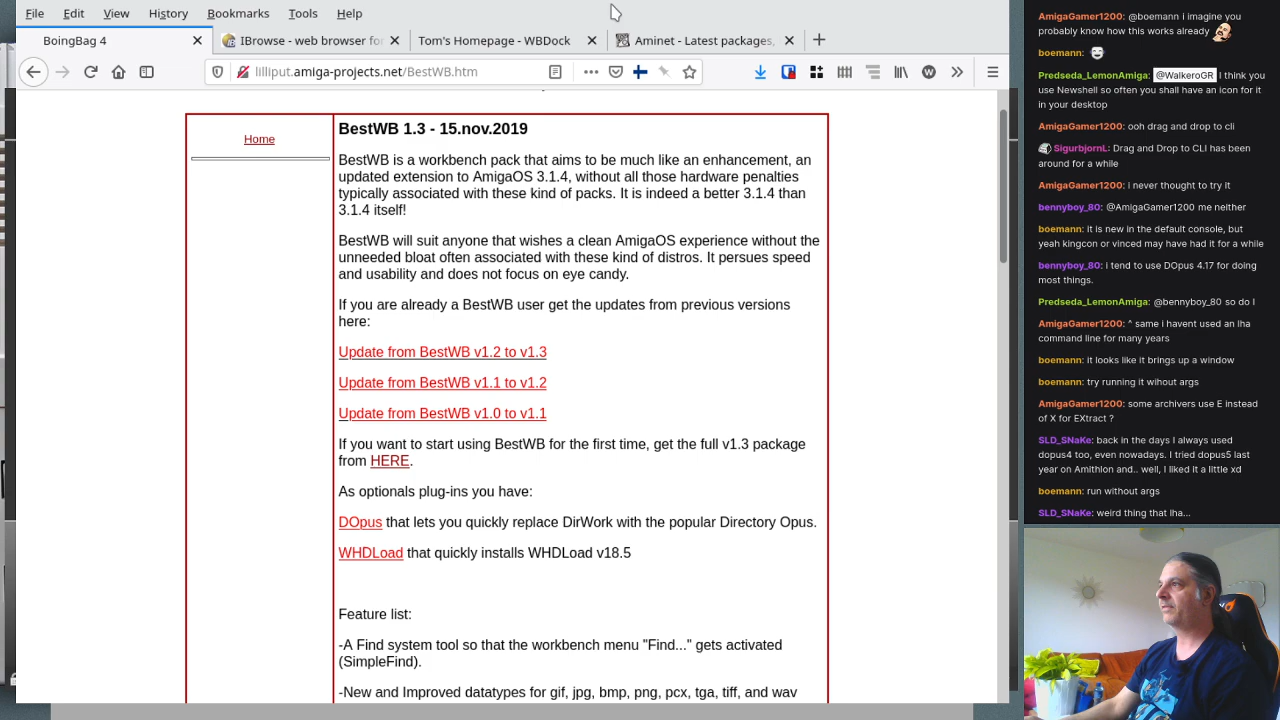 File Edit View History Bookmarks Tools Help
BoingBag 4
IBrowse - web browser for
Tom's Homepage - WBDock
Aminet - Latest packages,
lilliput.amiga-projets.net/BestWB.htm
Home
BestWB 1.3 - 15.nov.2019
BestWB is a workbench pack that aims to be much like an enhancement, an
updated extension to AmigaOS 3.1.4, without all those hardware penalties
typically associated with these kind of packs. It is indeed a better 3.1.4 than
3.1.4 itself!
BestWB will suit anyone that wishes a clean AmigaOS experience without the
unneeded bloat often associated with these kind of distros. It persues speed
and usability and does not focus on eye candy.
If you are already a BestWB user get the updates from previous versions
here:
Update from BestWB v1.2 to v1.3
Update from BestWB v1.1 to v1.2
Update from BestWB v1.0 to v1.1
If you want to start using BestWB for the first time, get the full v1.3 package
from HERE.
As optionals plug-ins you have:
DOpus that lets you quickly replace DirWork with the popular Directory Opus.
WHDLoad that quickly installs WHDLoad v18.5
Feature list:
-A Find system tool so that the workbench menu "Find..." gets activated
(SimpleFind).
-New and Improved datatypes for gif, jpg, bmp, png, pcx, tga, tiff, and wav
AmigaGamer1200: @boemann i imagine you
probably know how this works already
boemann:
Predseda_LemonAmiga: @WalkeroGR I think you
use Newshell so often you shall have an icon for it
in your desktop
AmigaGamer1200: ooh drag and drop to cli
SigurbjornL: Drag and Drop to CLI has been
around for a while
AmigaGamer1200: i never thought to try it
bennyboy_80: @AmigaGamer1200 me neither
boemann: it is new in the default console, but
yeah kingcon or vinced may have had it for a while
bennyboy_80: i tend to use DOpus 4.17 for doing
most things.
Predseda_LemonAmiga: @bennyboy_80 so do I
AmigaGamer1200: ^ same i havent used an lha
command line for many years
boemann: it looks like it brings up a window
boemann: try running it wihout args
AmigaGamer1200: some archivers use E instead
of X for EXtract ?
SLD_SNaKe: back in the days I always used
dopus4 too, even nowadays. I tried dopus5 last
year on Amithlon and.. well, I liked it a little xd
boemann: run without args
SLD_SNaKe: weird thing that lha...